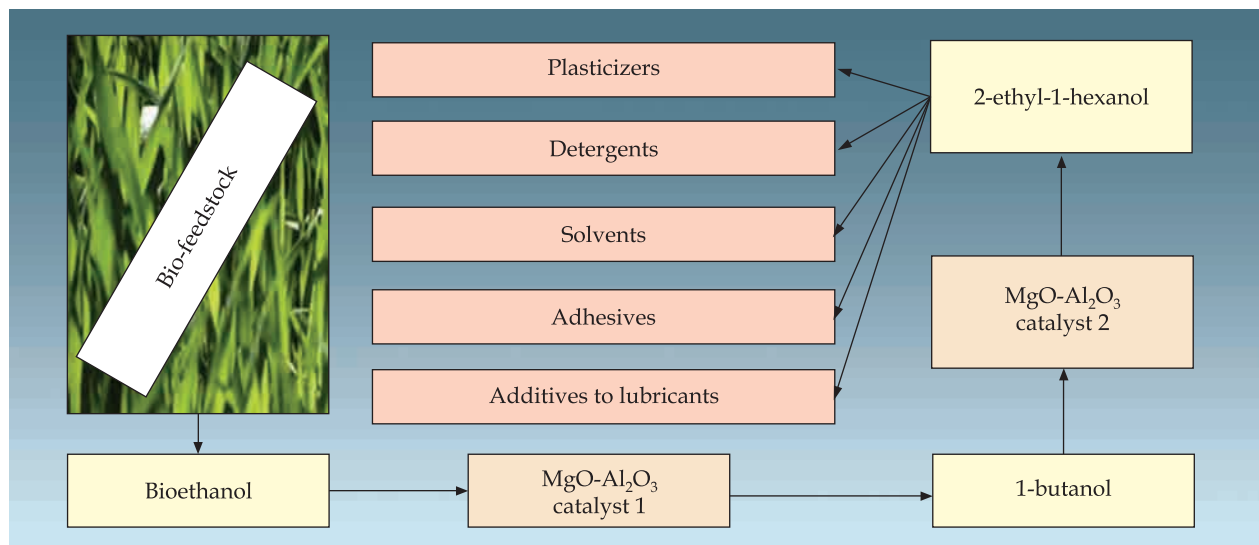 Bio-feedstock
Plasticizers
Detergents
Solvents
Adhesives
Additives to lubricants
2-ethyl-1-hexanol
MgO-Al₂O₃
catalyst 2
Bioethanol
MgO-Al₂O₃
catalyst 1
1-butanol